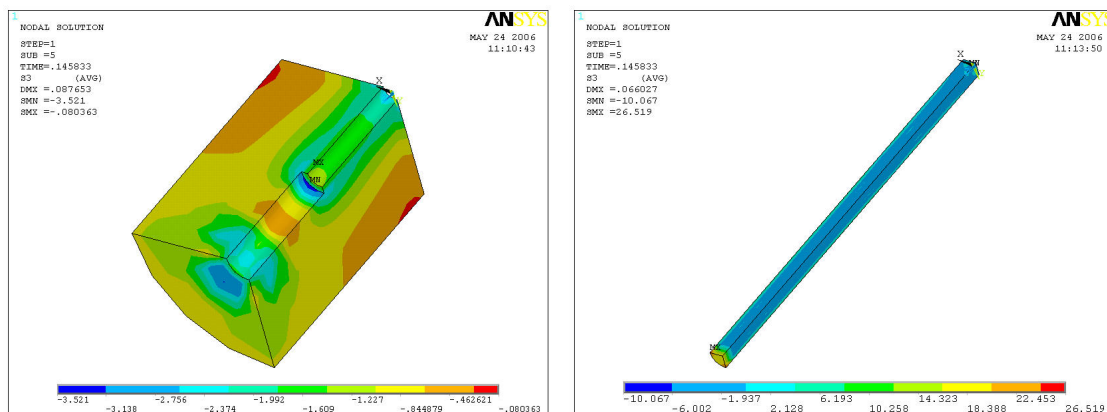 1
ANSYS
NODAL SOLUTION
MAY 24 2006
11:10:43
STEP=1
SUB =5
TIME=.145833
S3 (AVG)
DMX =.087653
SMN =-3.521
SMX =-.080363
X
MX
MN
-3.521 -2.756 -1.992 -1.227 -.462621
-3.138 -2.374 -1.609 -.844879 -.080363
1
ANSYS
NODAL SOLUTION
MAY 24 2006
11:13:50
STEP=1
SUB =5
TIME=.145833
S3 (AVG)
DMX =.066027
SMN =-10.067
SMX =26.519
X
MN
MX
-10.067 -1.937 6.193 14.323 22.453
-6.002 2.128 10.258 18.388 26.519